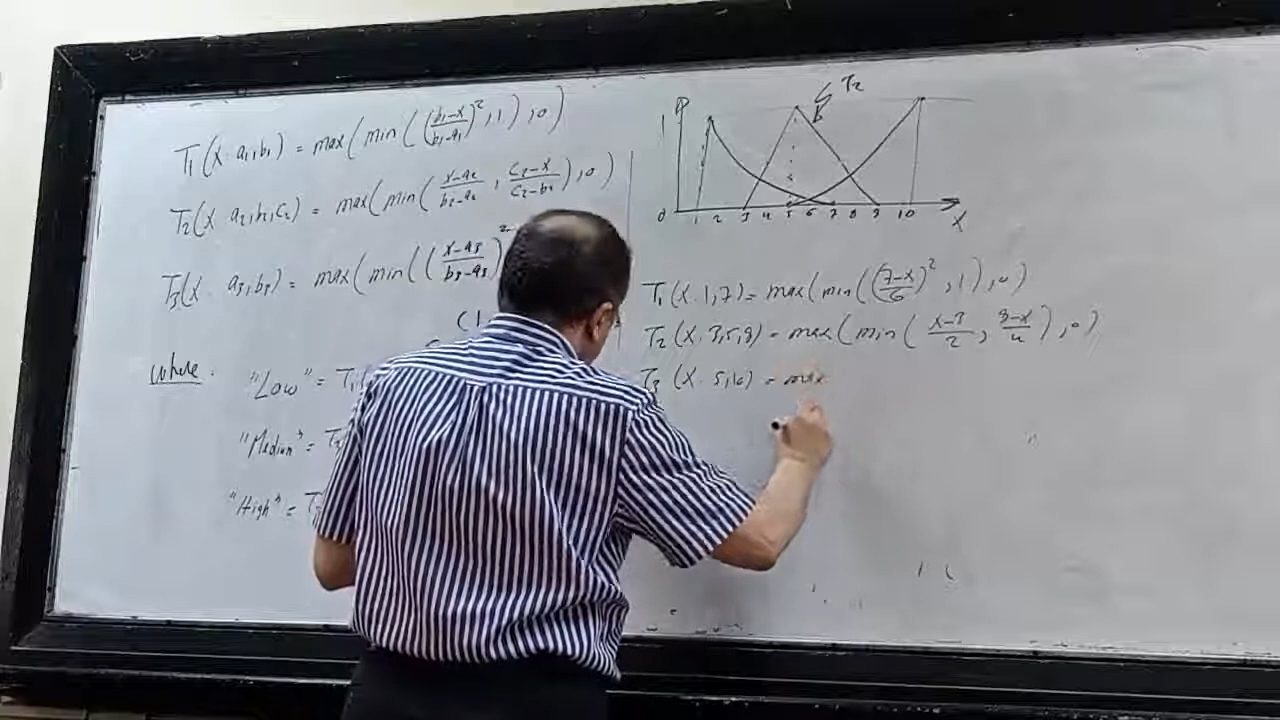 T₁(X. a₁,b₁) = max(min((b₁-x/b₁-a₁)²,1),0)
T₂(X a₂,b₂,c₂) = max(min(x-a₂/b₂-a₂, c₂-x/c₂-b₂),0)
T₃(X. a₃,b₃) = max(min((x-a₃/b₃-a₃)²
where.
"Low" = T₁
"Medium" = T₂
"High" = T
T₂
b
1
0 1 2 3 4 5 6 7 8 9 10 X
T₁(X.1,7) = max(min((7-x/6)²,1),0)
T₂(X,3,5,9) = max(min(x-3/2, 9-x/4),0)
T₃(X.5,10) = max